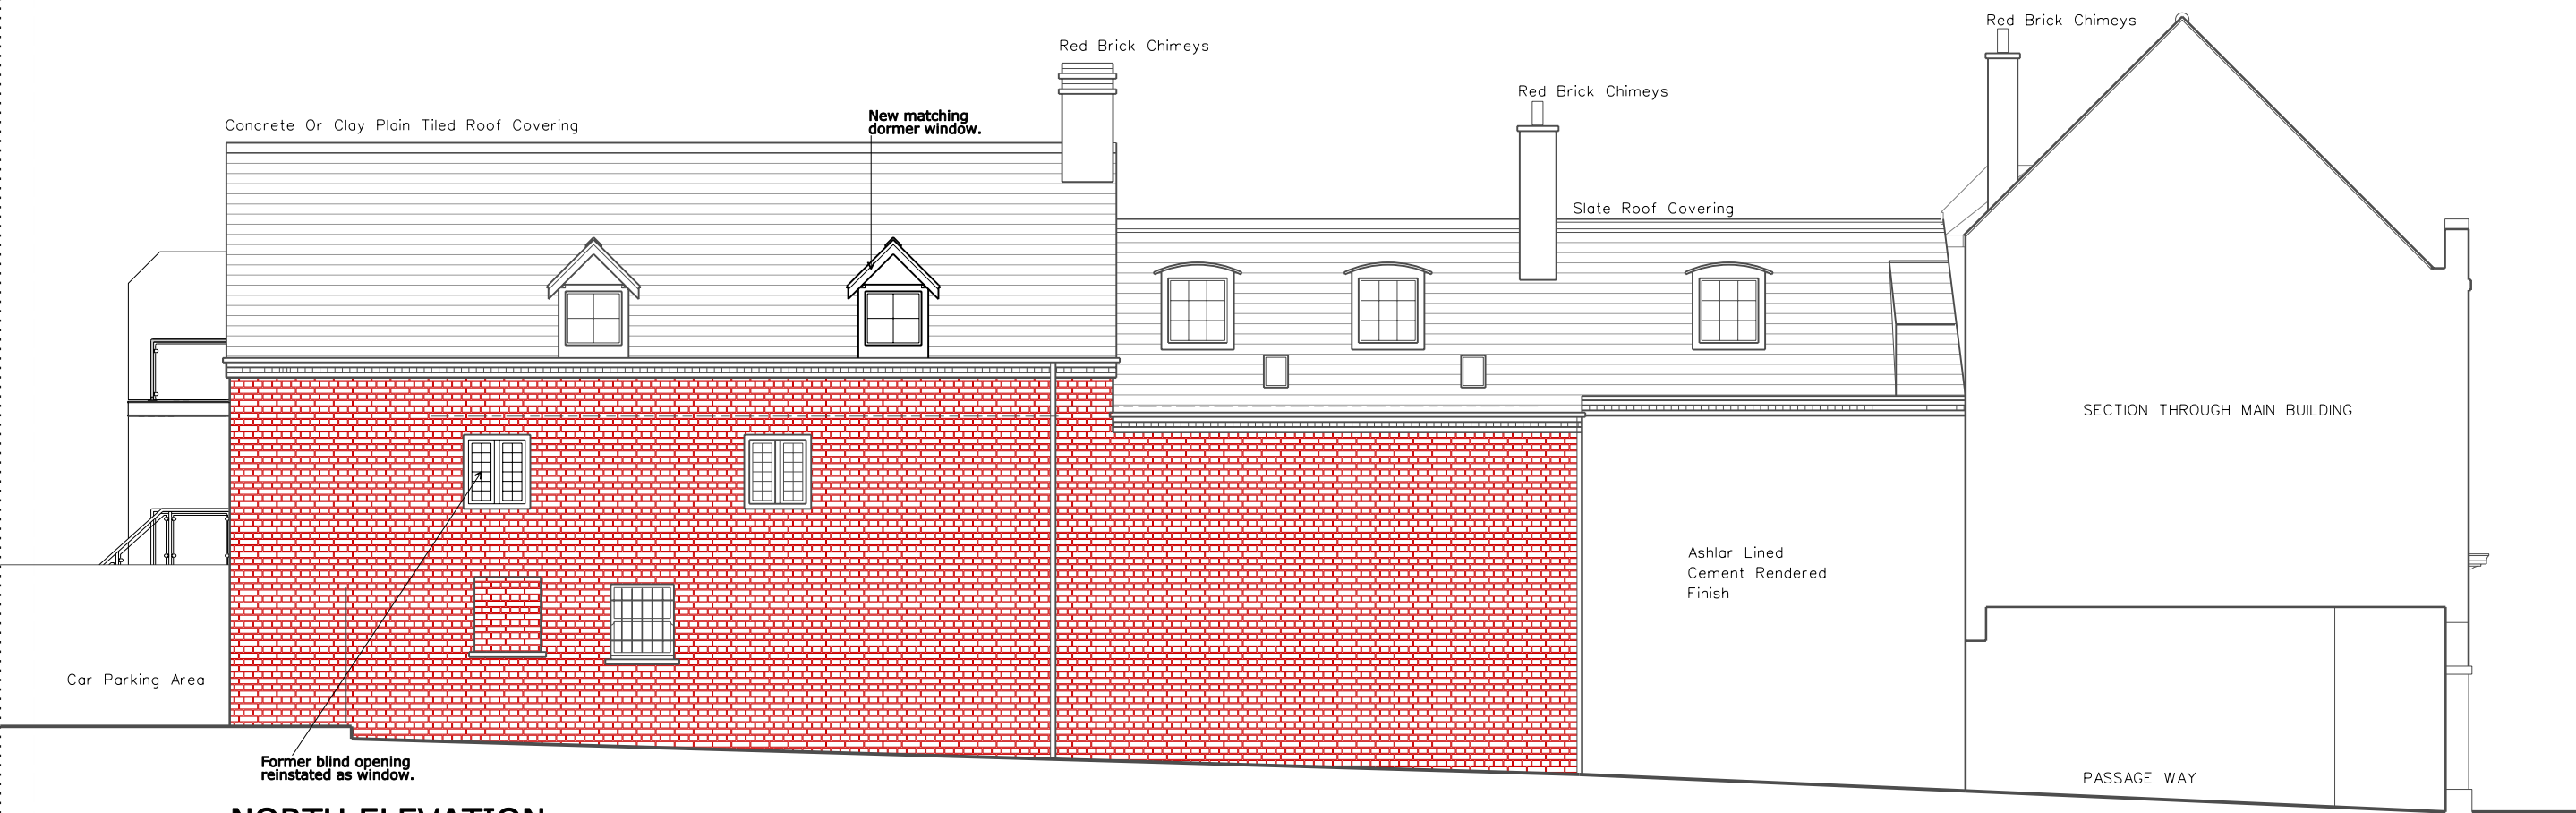 Red Brick Chimeys
Red Brick Chimeys
Red Brick Chimeys
New matching
dormer window.
Concrete Or Clay Plain Tiled Roof Covering
Slate Roof Covering
SECTION THROUGH MAIN BUILDING
Ashlar Lined
Cement Rendered
Finish
Car Parking Area
Former blind opening
reinstated as window.
PASSAGE WAY
NORTH ELEVATION